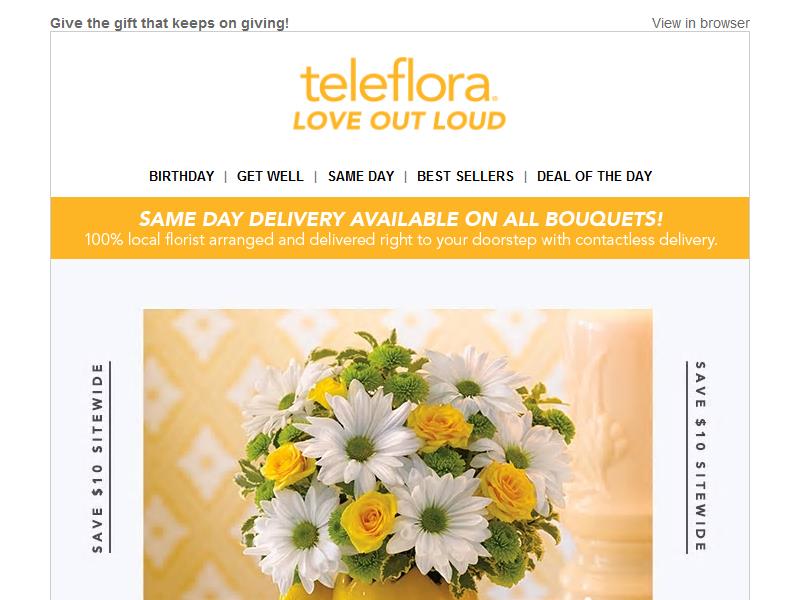 Give the gift that keeps on giving!
View in browser
teleflora.
LOVE OUT LOUD
BIRTHDAY | GET WELL | SAME DAY | BEST SELLERS | DEAL OF THE DAY
SAME DAY DELIVERY AVAILABLE ON ALL BOUQUETS!
100% local florist arranged and delivered right to your doorstep with contactless delivery.
SAVE $10 SITEWIDE
SAVE $10 SITEWIDE